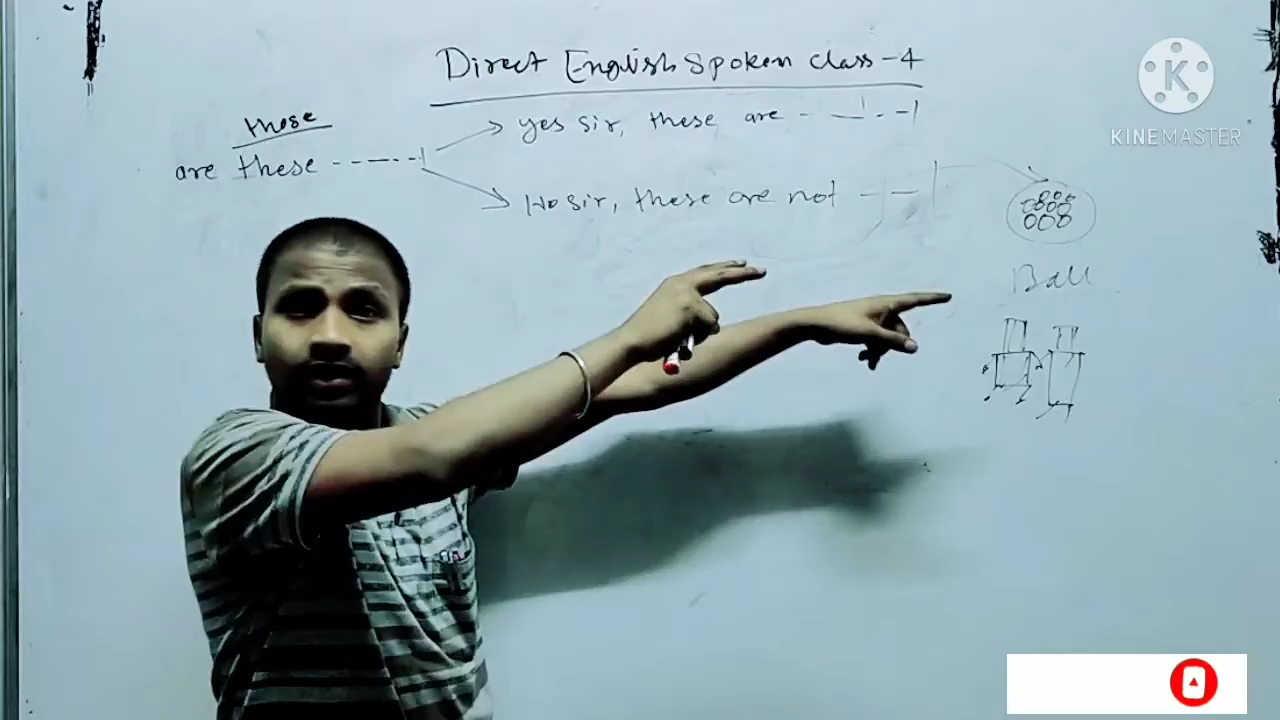 Direct English Spoken class-4
these
are these ------|
yes sir, these are - -|- . -|
No sir, these are not - - -|
Ball
K
KINEMASTER